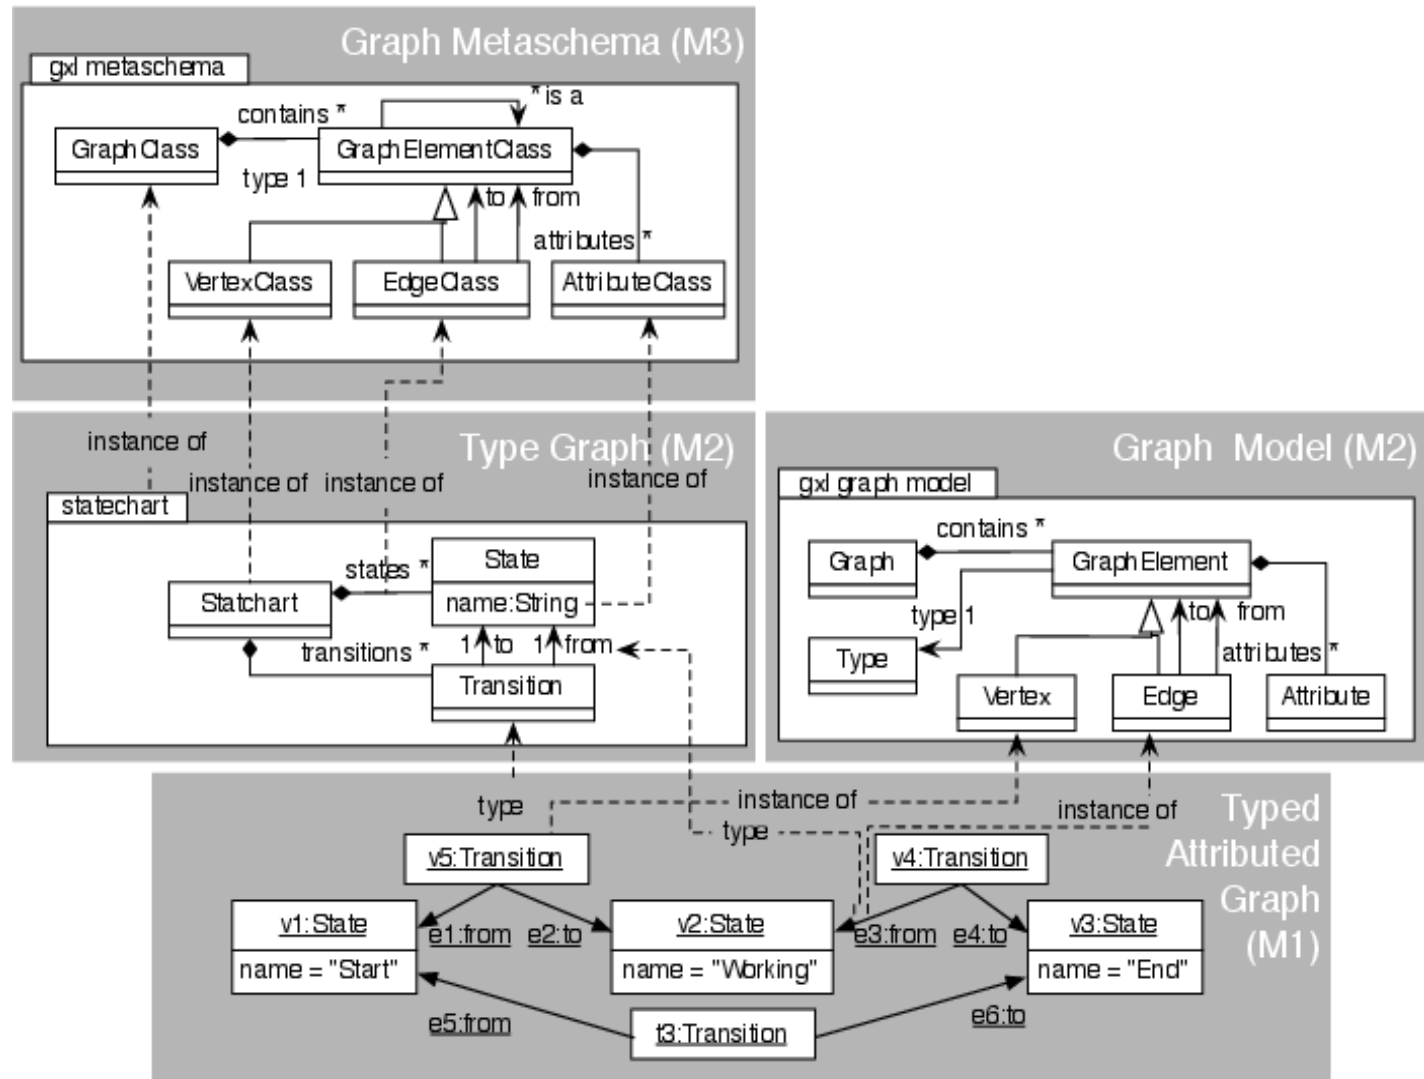 Graph Metaschema (M3)
gxl metaschema
contains *
* is a
GraphClass
GraphElementClass
type 1
to
from
attributes *
VertexClass
EdgeClass
AttributeClass
instance of
instance of
instance of
instance of
Type Graph (M2)
statechart
State
name:String
states *
Statchart
transitions *
1
to
1
from
Transition
Graph Model (M2)
gxl graph model
contains *
Graph
GraphElement
type 1
to
from
Type
attributes *
Vertex
Edge
Attribute
type
instance of
type
instance of
Typed
Attributed
Graph
(M1)
v5:Transition
v4:Transition
v1:State
name = "Start"
e1:from
e2:to
v2:State
name = "Working"
e3:from
e4:to
v3:State
name = "End"
e5:from
t3:Transition
e6:to